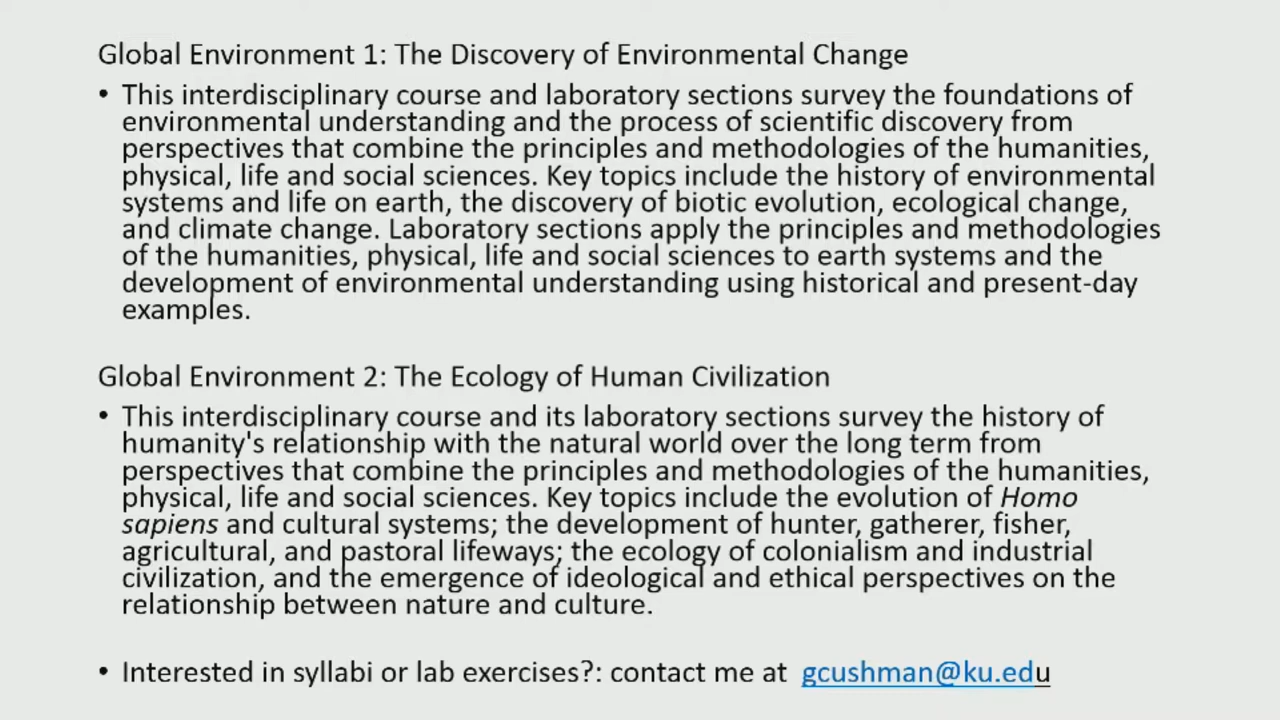 Global Environment 1: The Discovery of Environmental Change
• This interdisciplinary course and laboratory sections survey the foundations of
environmental understanding and the process of scientific discovery from
perspectives that combine the principles and methodologies of the humanities,
physical, life and social sciences. Key topics include the history of environmental
systems and life on earth, the discovery of biotic evolution, ecological change,
and climate change. Laboratory sections apply the principles and methodologies
of the humanities, physical, life and social sciences to earth systems and the
development of environmental understanding using historical and present-day
examples.
Global Environment 2: The Ecology of Human Civilization
• This interdisciplinary course and its laboratory sections survey the history of
humanity's relationship with the natural world over the long term from
perspectives that combine the principles and methodologies of the humanities,
physical, life and social sciences. Key topics include the evolution of Homo
sapiens and cultural systems; the development of hunter, gatherer, fisher,
agricultural, and pastoral lifeways; the ecology of colonialism and industrial
civilization, and the emergence of ideological and ethical perspectives on the
relationship between nature and culture.
• Interested in syllabi or lab exercises?: contact me at gcushman@ku.edu